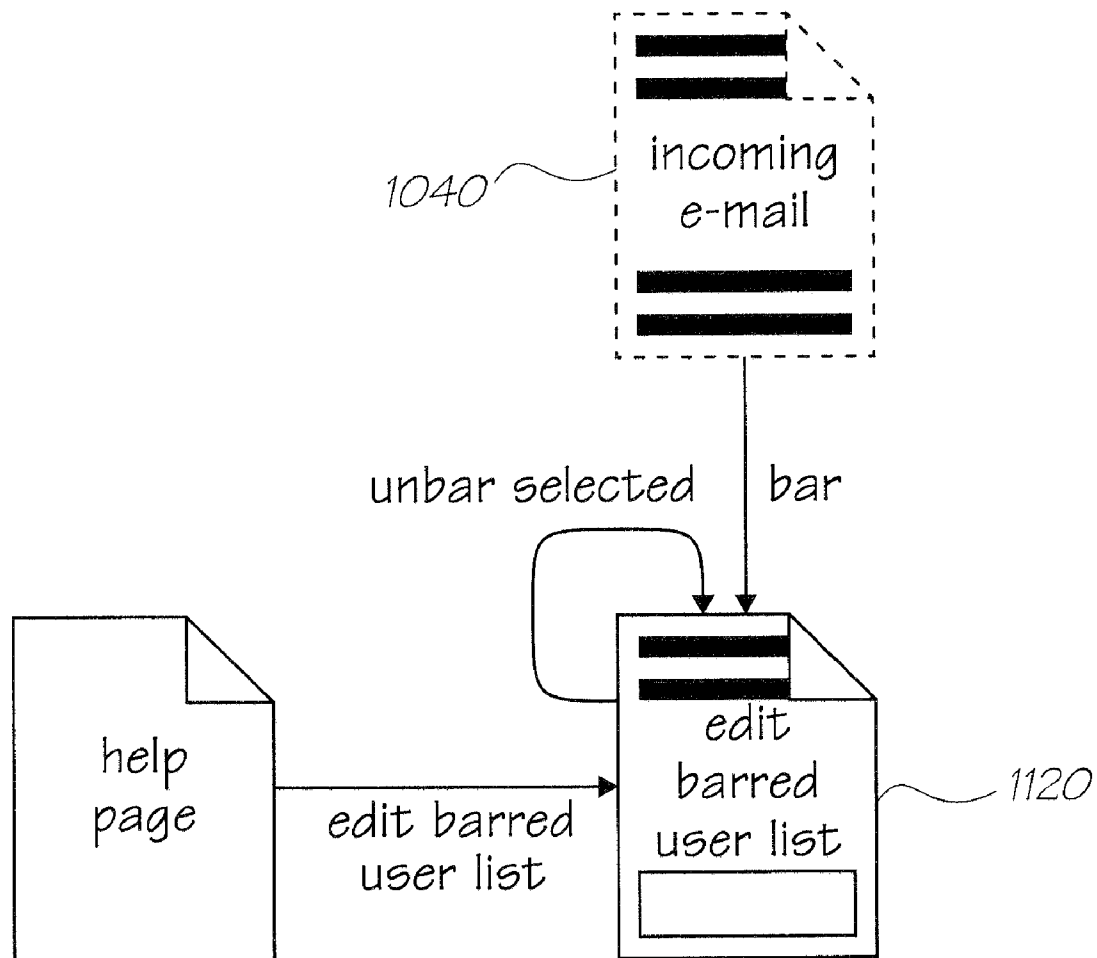 incoming
e-mail
1040
unbar selected
bar
help
page
edit barred
user list
edit
barred
user list
1120